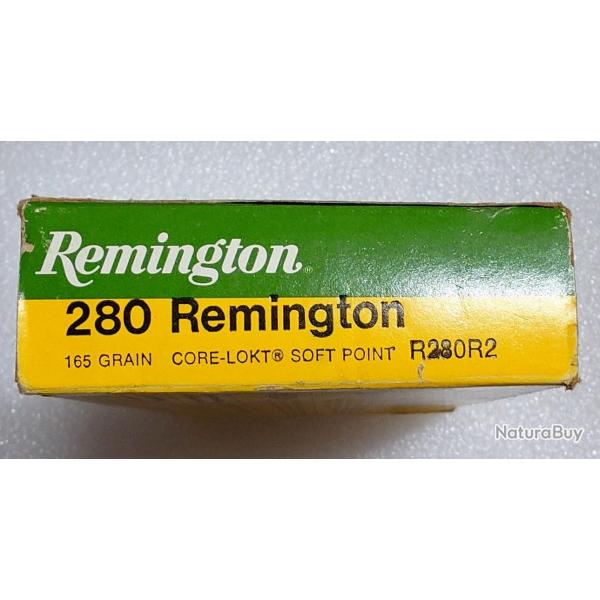 Remington®
280 Remington
165 GRAIN CORE-LOKT® SOFT POINT R280R2
NaturaBuy